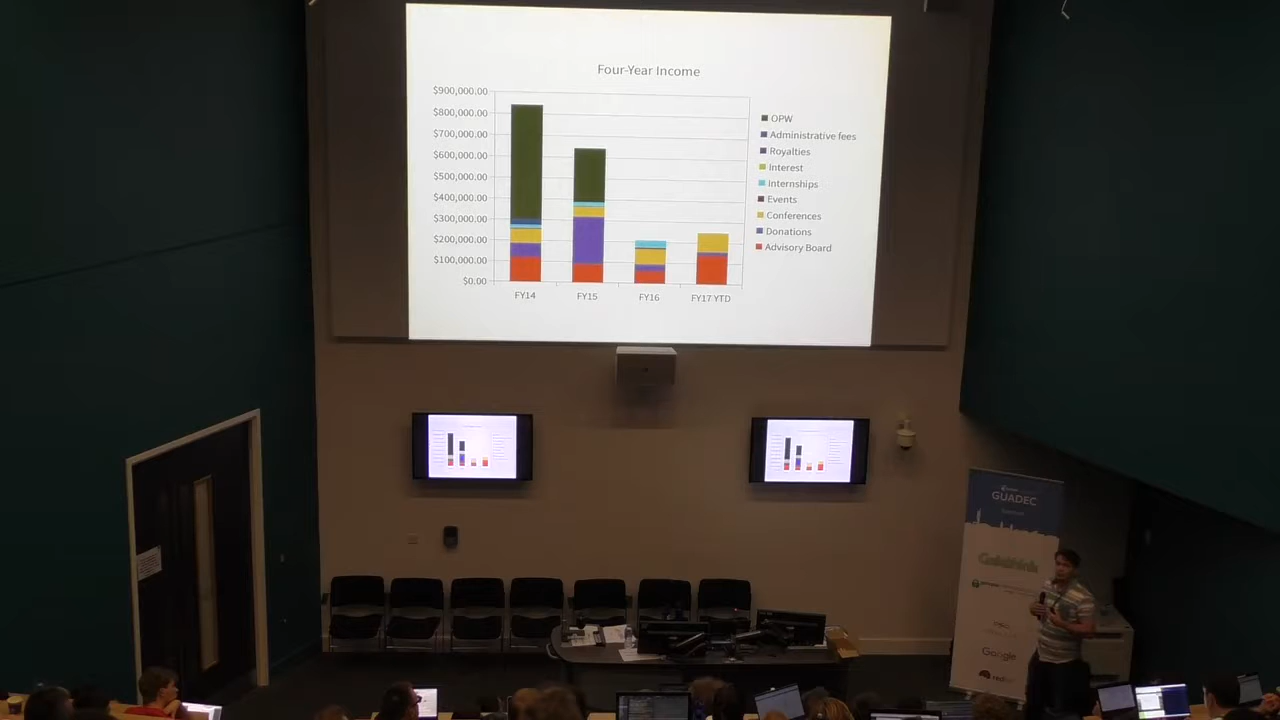 Four-Year Income
$900,000.00
$800,000.00
$700,000.00
$600,000.00
$500,000.00
$400,000.00
$300,000.00
$200,000.00
$100,000.00
$0.00
FY14
FY15
FY16
FY17 YTD
OPW
Administrative fees
Royalties
Interest
Internships
Events
Conferences
Donations
Advisory Board
GUADEC
Codethink
Google